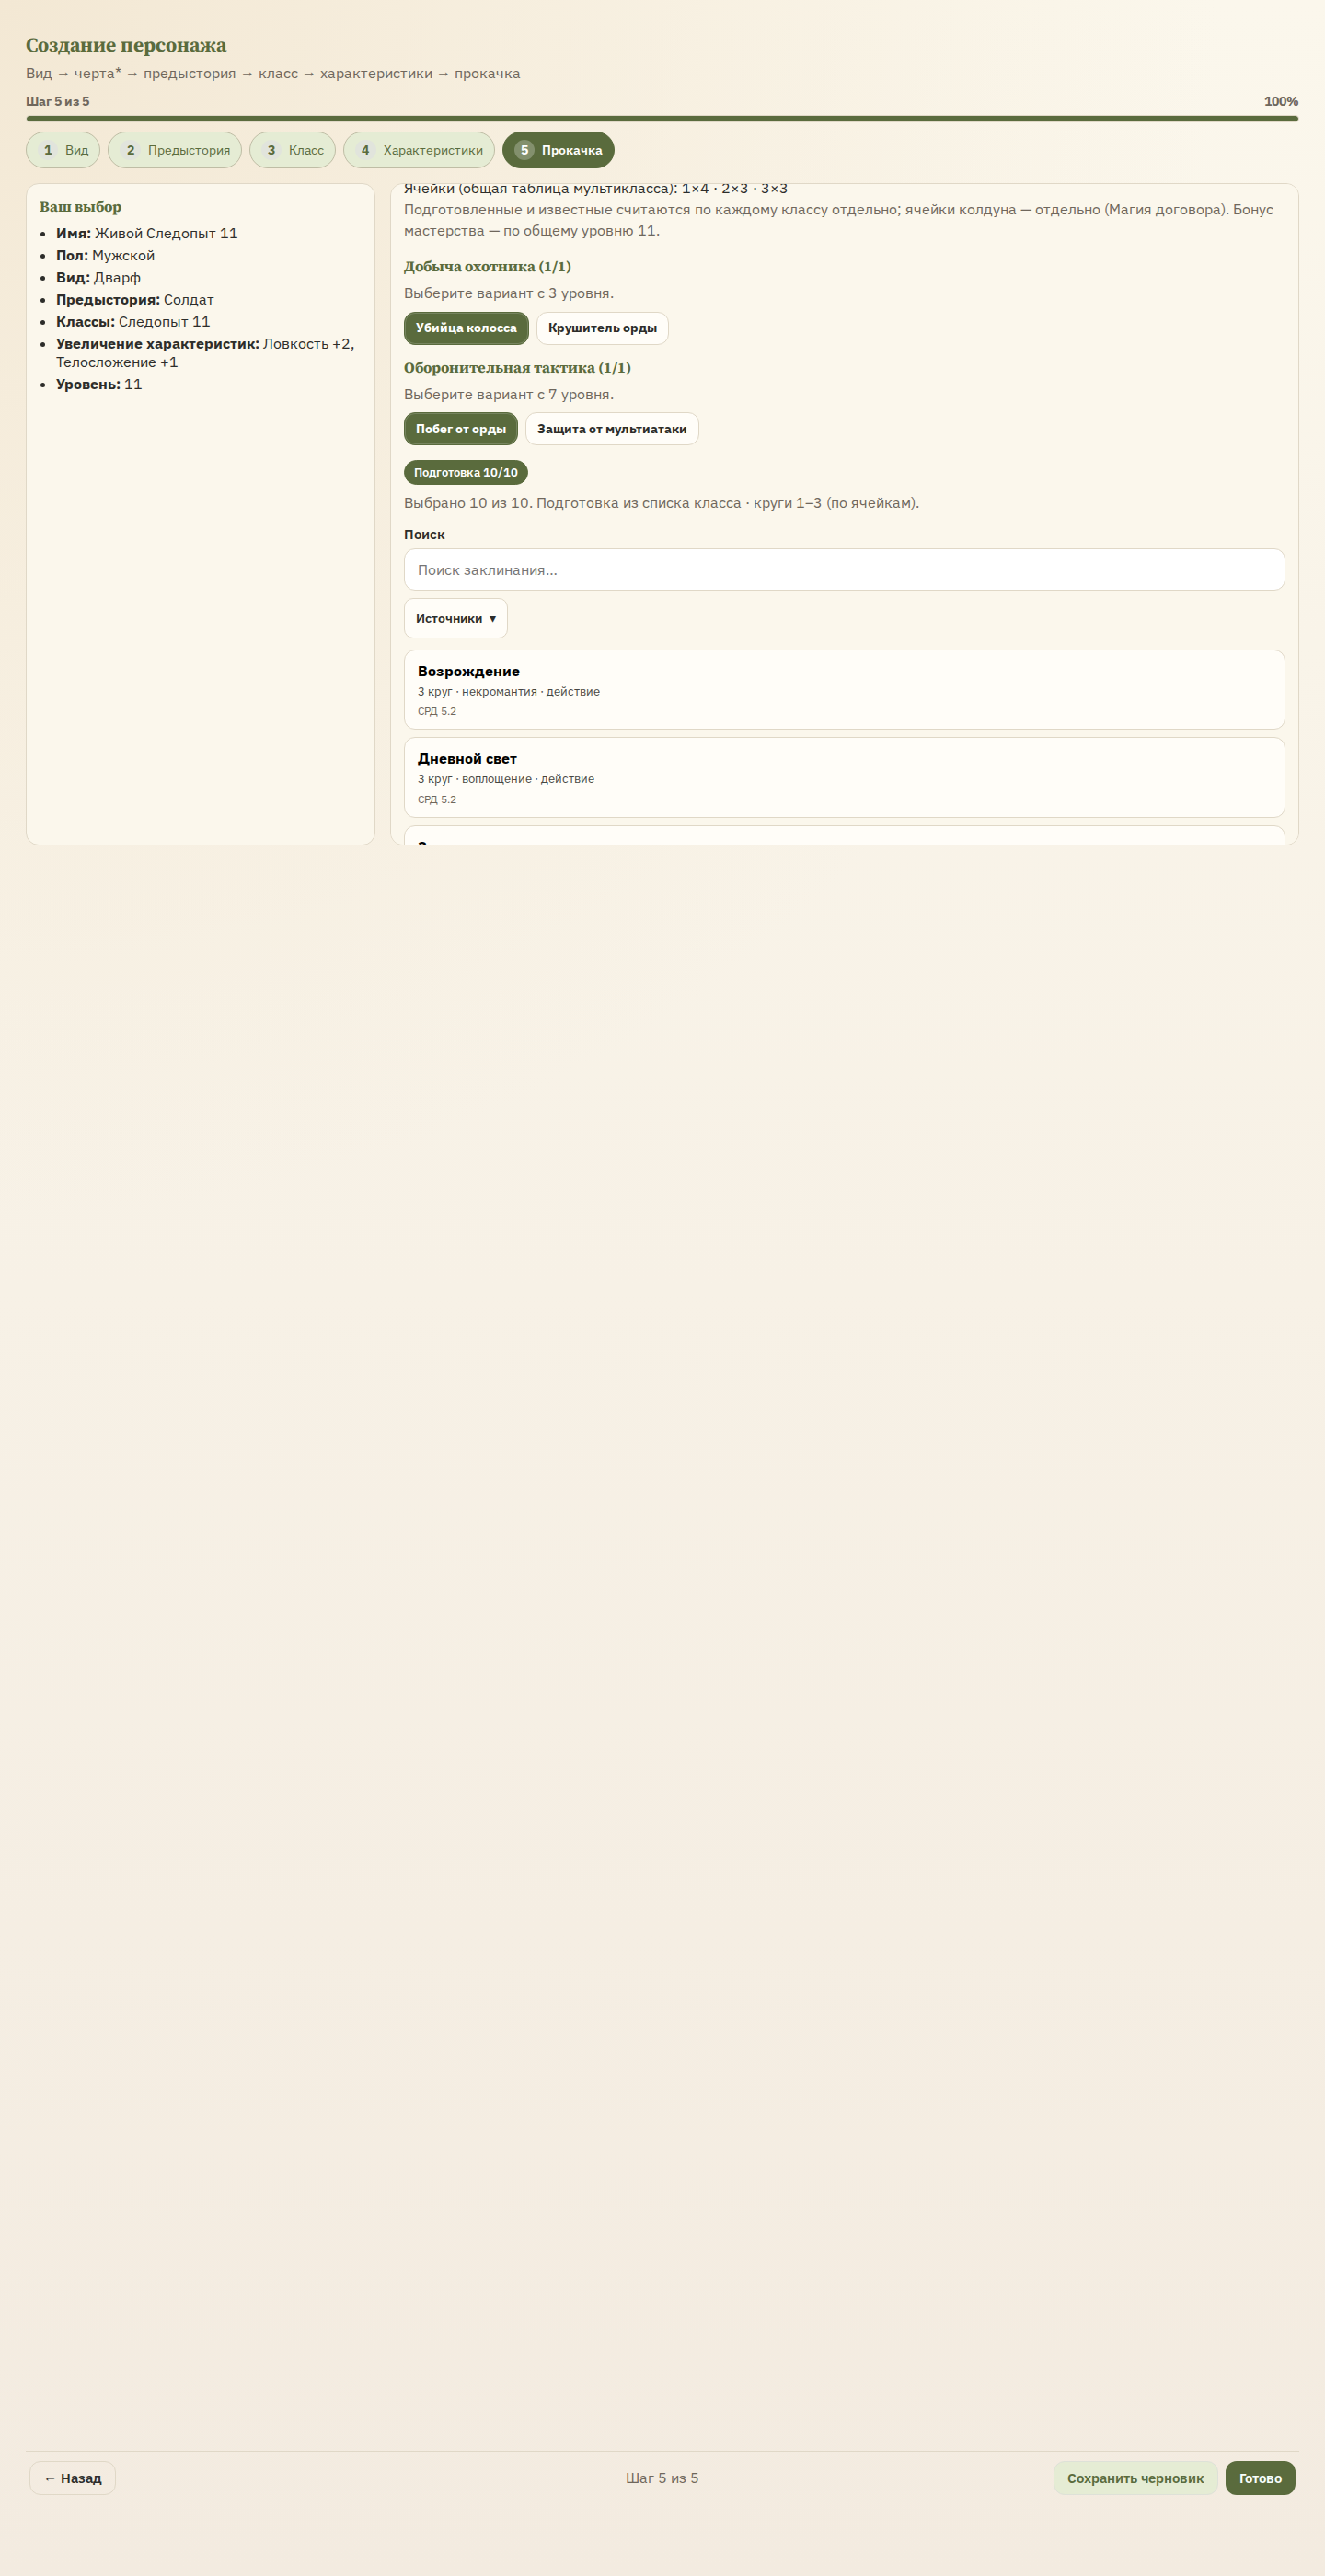 Создание персонажа
Вид → черта* → предыстория → класс → характеристики → прокачка
Шаг 5 из 5
100%
1 Вид
2 Предыстория
3 Класс
4 Характеристики
5 Прокачка
Ваш выбор
Имя: Живой Следопыт 11
Пол: Мужской
Вид: Дварф
Предыстория: Солдат
Классы: Следопыт 11
Увеличение характеристик: Ловкость +2,
Телосложение +1
Уровень: 11
Ячейки (общая таблица мультикласса): 1×4 · 2×3 · 3×3
Подготовленные и известные считаются по каждому классу отдельно; ячейки колдуна — отдельно (Магия договора). Бонус
мастерства — по общему уровню 11.
Добыча охотника (1/1)
Выберите вариант с 3 уровня.
Убийца колосса
Крушитель орды
Оборонительная тактика (1/1)
Выберите вариант с 7 уровня.
Побег от орды
Защита от мультиатаки
Подготовка 10/10
Выбрано 10 из 10. Подготовка из списка класса · круги 1–3 (по ячейкам).
Поиск
Поиск заклинания...
Источники ▾
Возрождение
3 круг · некромантия · действие
СРД 5.2
Дневной свет
3 круг · воплощение · действие
СРД 5.2
← Назад
Шаг 5 из 5
Сохранить черновик
Готово